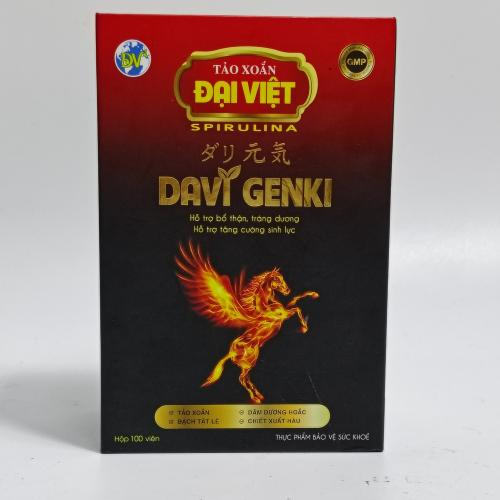 DV
GMP
TẢO XOẮN
ĐẠI VIỆT
SPIRULINA
ダリ元気
DAVI GENKI
Hỗ trợ bổ thận, tráng dương
Hỗ trợ tăng cường sinh lực
TẢO XOẮN
DÂM DƯƠNG HOẮC
BẠCH TẬT LÊ
CHIẾT XUẤT HÀU
Hộp 100 viên
THỰC PHẨM BẢO VỆ SỨC KHOẺ